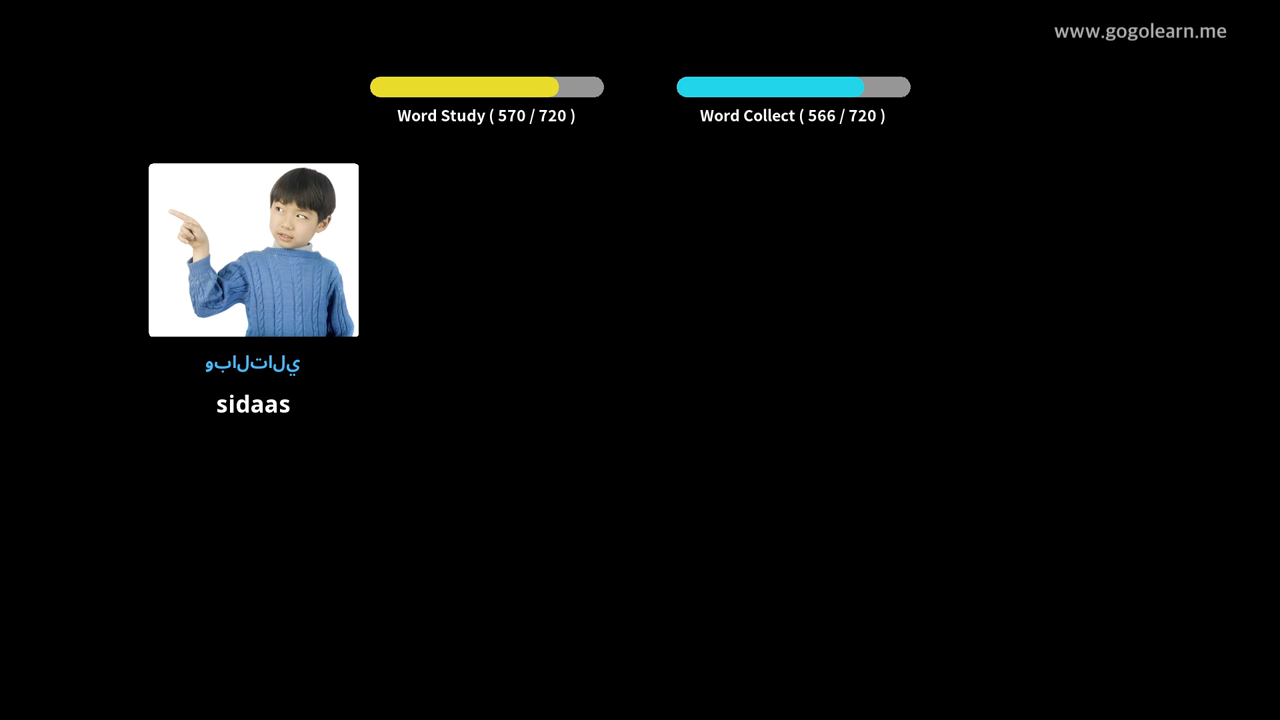 www.gogolearn.me
Word Study ( 570 / 720 )
Word Collect ( 566 / 720 )
وبالتالي
sidaas